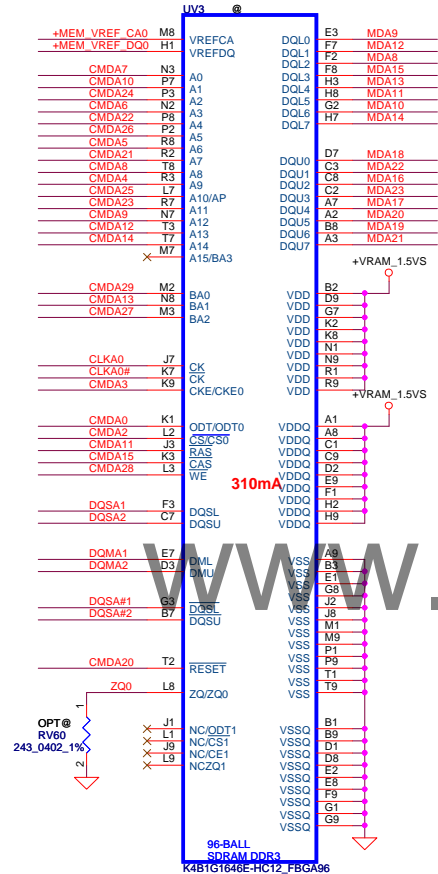 UV3 @
+MEM_VREF_CA0 M8 VREFCA DQL0 E3 MDA9
+MEM_VREF_DQ0 H1 VREFDQ DQL1 F7 MDA12
DQL2 F2 MDA8
CMDA7 N3 A0 DQL3 F8 MDA15
CMDA10 P7 A1 DQL4 H3 MDA13
CMDA24 P3 A2 DQL5 H8 MDA11
CMDA6 N2 A3 DQL6 G2 MDA10
CMDA22 P8 A4 DQL7 H7 MDA14
CMDA26 P2 A5
CMDA5 R8 A6
CMDA21 R2 A7 DQU0 D7 MDA18
CMDA8 T8 A8 DQU1 C3 MDA22
CMDA4 R3 A9 DQU2 C8 MDA16
CMDA25 L7 A10/AP DQU3 C2 MDA23
CMDA23 R7 A11 DQU4 A7 MDA17
CMDA9 N7 A12 DQU5 A2 MDA20
CMDA12 T3 A13 DQU6 B8 MDA19
CMDA14 T7 A14 DQU7 A3 MDA21
M7 A15/BA3
+VRAM_1.5VS
CMDA29 M2 BA0 VDD B2
CMDA13 N8 BA1 VDD D9
CMDA27 M3 BA2 VDD G7
VDD K2
VDD K8
VDD N1
CLKA0 J7 CK VDD N9
CLKA0# K7 CK VDD R1
CMDA3 K9 CKE/CKE0 VDD R9
+VRAM_1.5VS
CMDA0 K1 ODT/ODT0 VDDQ A1
CMDA2 L2 CS/CS0 VDDQ A8
CMDA11 J3 RAS VDDQ C1
CMDA15 K3 CAS VDDQ C9
CMDA28 L3 WE VDDQ D2
310mA VDDQ E9
VDDQ F1
DQSA1 F3 DQSL VDDQ H2
DQSA2 C7 DQSU VDDQ H9
DQMA1 E7 DML VSS A9
DQMA2 D3 DMU VSS B3
VSS E1
VSS G8
DQSA#1 G3 DQSL VSS J2
DQSA#2 B7 DQSU VSS J8
VSS M1
VSS M9
VSS P1
CMDA20 T2 RESET VSS P9
VSS T1
ZQ0 L8 ZQ/ZQ0 VSS T9
1
OPT@
RV60
243_0402_1%
2
J1 NC/ODT1 VSSQ B1
L1 NC/CS1 VSSQ B9
J9 NC/CE1 VSSQ D1
L9 NCZQ1 VSSQ D8
VSSQ E2
VSSQ E8
VSSQ F9
VSSQ G1
VSSQ G9
96-BALL
SDRAM DDR3
K4B1G1646E-HC12_FBGA96
www.